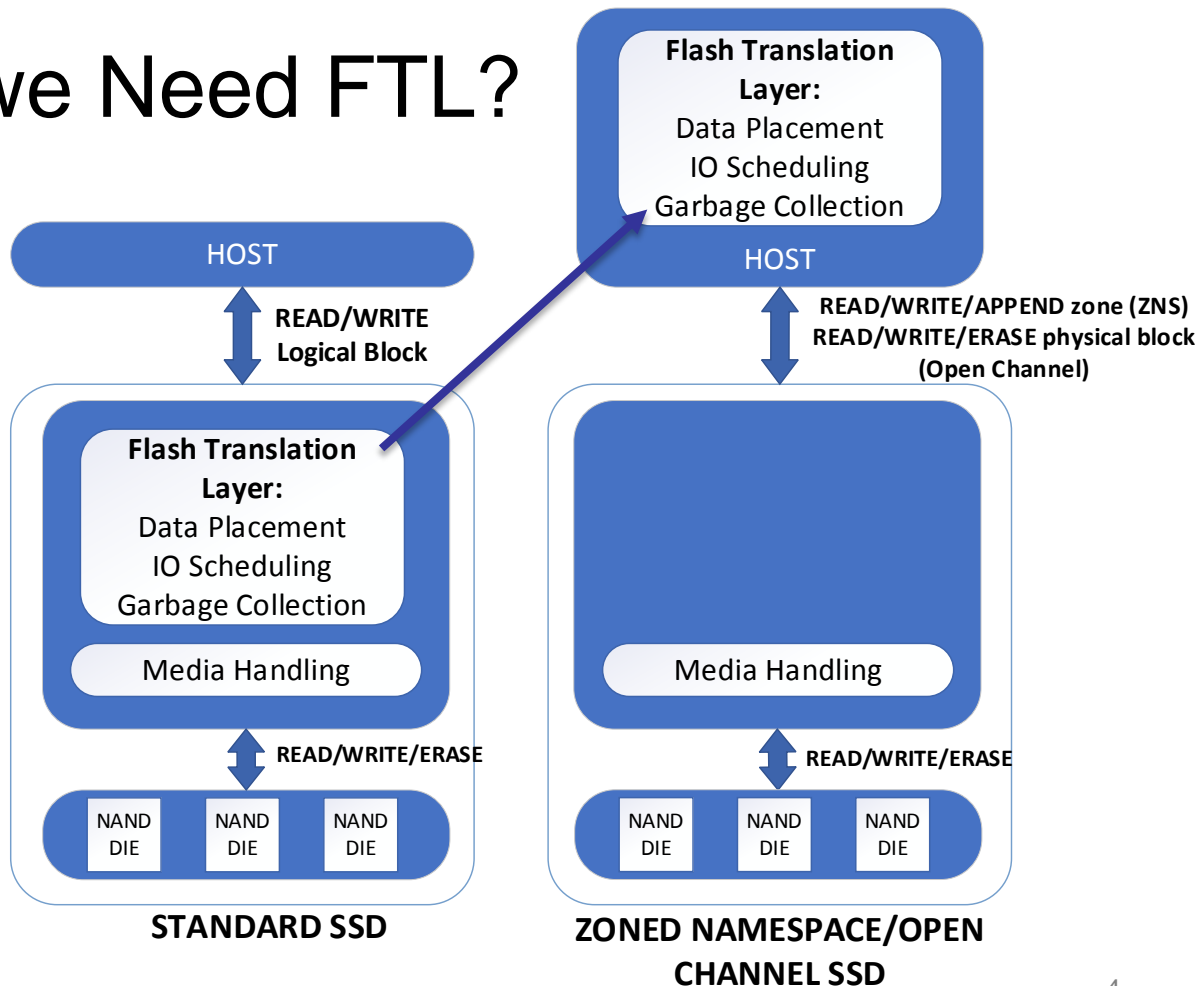 we Need FTL?
HOST
READ/WRITE
Logical Block
Flash Translation
Layer:
Data Placement
IO Scheduling
Garbage Collection
Media Handling
READ/WRITE/ERASE
NAND
DIE
NAND
DIE
NAND
DIE
STANDARD SSD
Flash Translation
Layer:
Data Placement
IO Scheduling
Garbage Collection
HOST
READ/WRITE/APPEND zone (ZNS)
READ/WRITE/ERASE physical block
(Open Channel)
Media Handling
READ/WRITE/ERASE
NAND
DIE
NAND
DIE
NAND
DIE
ZONED NAMESPACE/OPEN
CHANNEL SSD